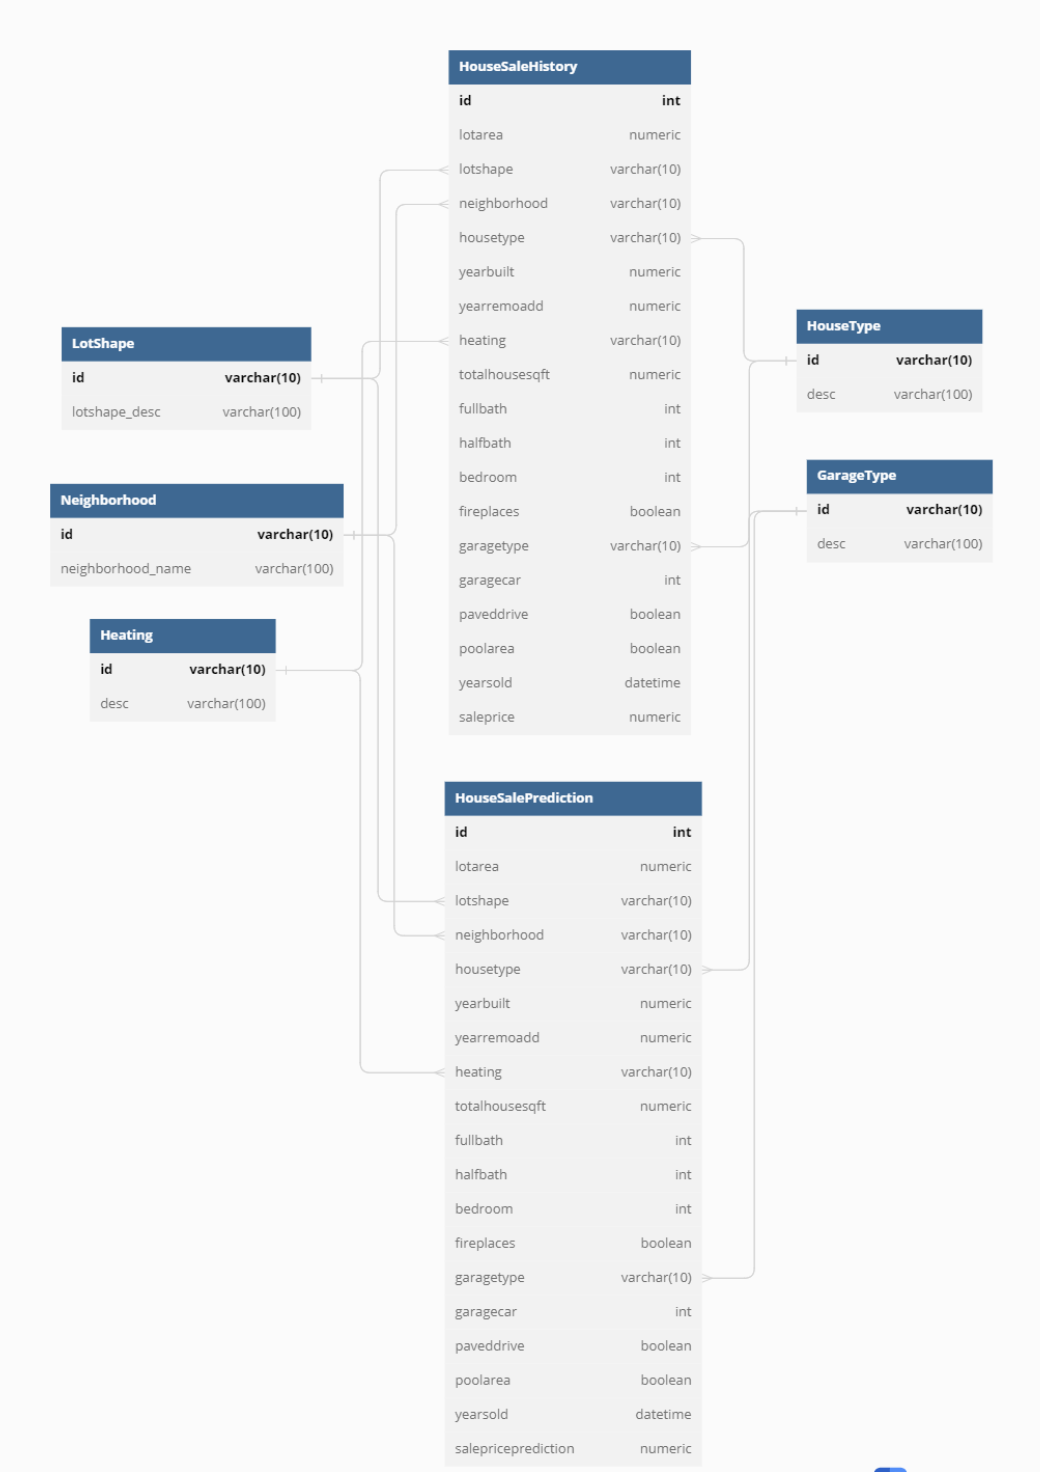 HouseSaleHistory
id int
lotarea numeric
lotshape varchar(10)
neighborhood varchar(10)
housetype varchar(10)
yearbuilt numeric
yearremoadd numeric
heating varchar(10)
totalhousesqft numeric
fullbath int
halfbath int
bedroom int
fireplaces boolean
garagetype varchar(10)
garagecar int
paveddrive boolean
poolarea boolean
yearsold datetime
saleprice numeric
LotShape
id varchar(10)
lotshape_desc varchar(100)
Neighborhood
id varchar(10)
neighborhood_name varchar(100)
Heating
id varchar(10)
desc varchar(100)
HouseType
id varchar(10)
desc varchar(100)
GarageType
id varchar(10)
desc varchar(100)
HouseSalePrediction
id int
lotarea numeric
lotshape varchar(10)
neighborhood varchar(10)
housetype varchar(10)
yearbuilt numeric
yearremoadd numeric
heating varchar(10)
totalhousesqft numeric
fullbath int
halfbath int
bedroom int
fireplaces boolean
garagetype varchar(10)
garagecar int
paveddrive boolean
poolarea boolean
yearsold datetime
salepriceprediction numeric